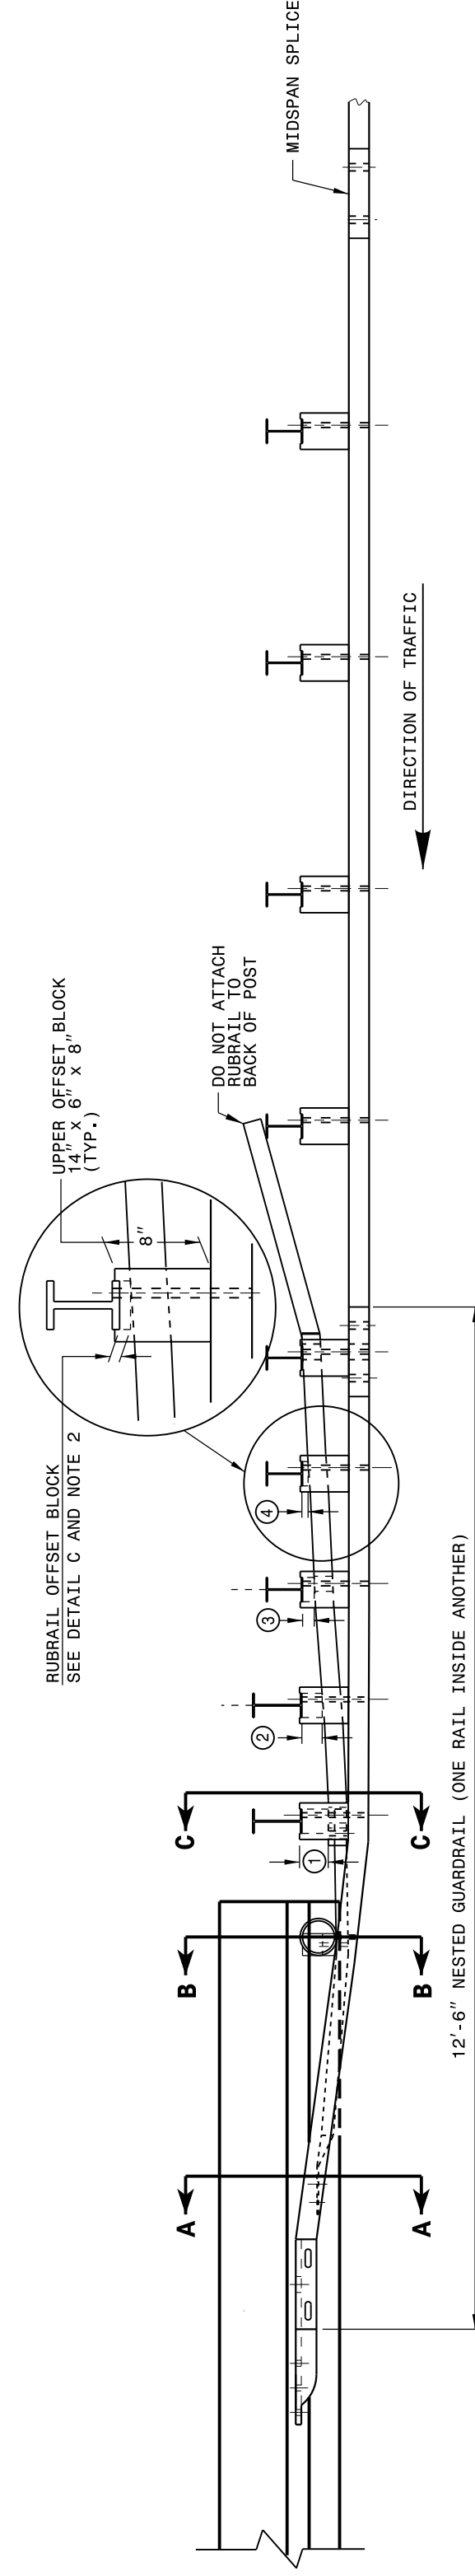 MIDSPAN SPLICE
DIRECTION OF TRAFFIC
UPPER OFFSET BLOCK
14" x 6" x 8"
(TYP.)
DO NOT ATTACH
RUBRAIL TO
BACK OF POST
8"
RUBRAIL OFFSET BLOCK
SEE DETAIL C AND NOTE 2
4
3
2
1
C
C
B
B
A
A
12'-6" NESTED GUARDRAIL (ONE RAIL INSIDE ANOTHER)